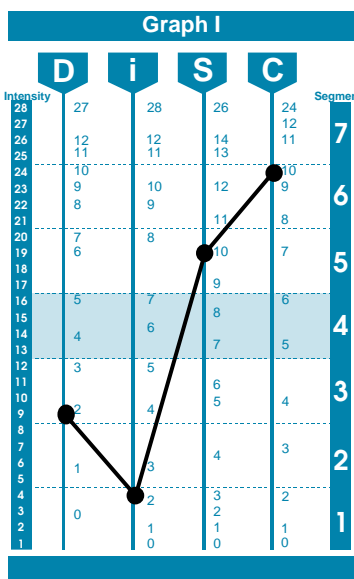 Graph I
D i S C
Intensity Segmen
28 27 28 26 24
27 12
26 12 12 14 11 7
25 11 11 13
24 10 10
23 9 10 12 9 6
22 8 9
21 11 8
20 7 8
19 6 10 7 5
18
17 9
16 5 7 6
15 8
14 4 6 4
13 7 5
12 3 5
11 6 3
10 5 4
9 2 4
8
7 3
6 1 3 4 2
5
4 2 3 2
3 0 2
2 1 1 1 1
1 0 0 0